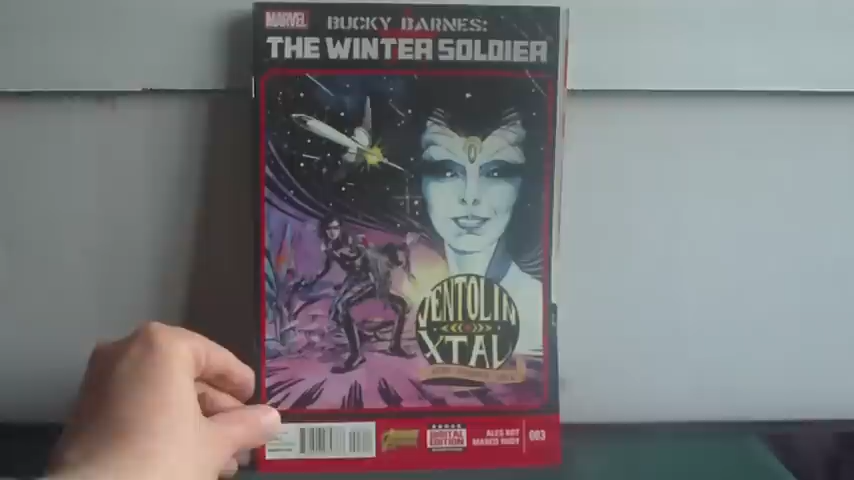 MARVEL
BUCKY BARNES:
THE WINTER SOLDIER
VENTOLIN
XTAL
DIGITAL
EDITION
ALES KOT
MARCO RUDY
003